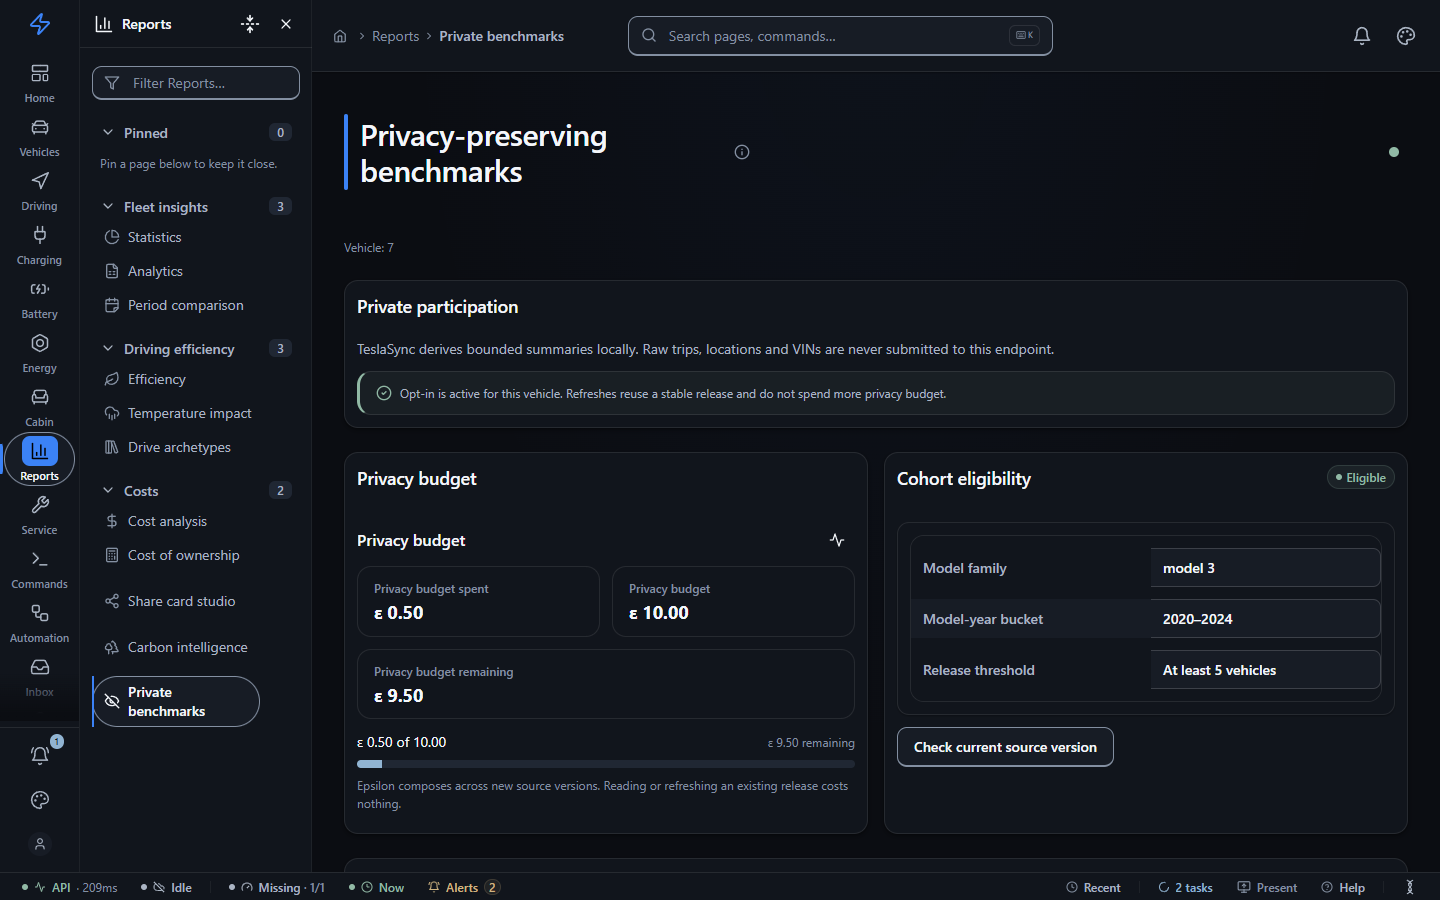 Reports
Home
Vehicles
Driving
Charging
Battery
Energy
Cabin
Reports
Service
Commands
Automation
Inbox
1
Filter Reports...
Pinned 0
Pin a page below to keep it close.
Fleet insights 3
Statistics
Analytics
Period comparison
Driving efficiency 3
Efficiency
Temperature impact
Drive archetypes
Costs 2
Cost analysis
Cost of ownership
Share card studio
Carbon intelligence
Private
benchmarks
Reports Private benchmarks
Search pages, commands... K
Privacy-preserving
benchmarks
Vehicle: 7
Private participation
TeslaSync derives bounded summaries locally. Raw trips, locations and VINs are never submitted to this endpoint.
Opt-in is active for this vehicle. Refreshes reuse a stable release and do not spend more privacy budget.
Privacy budget
Privacy budget
Privacy budget spent
ε 0.50
Privacy budget
ε 10.00
Privacy budget remaining
ε 9.50
ε 0.50 of 10.00
ε 9.50 remaining
Epsilon composes across new source versions. Reading or refreshing an existing release costs
nothing.
Cohort eligibility
Eligible
Model family model 3
Model-year bucket 2020–2024
Release threshold At least 5 vehicles
Check current source version
API · 209ms
Idle
Missing · 1/1
Now
Alerts 2
Recent
2 tasks
Present
Help